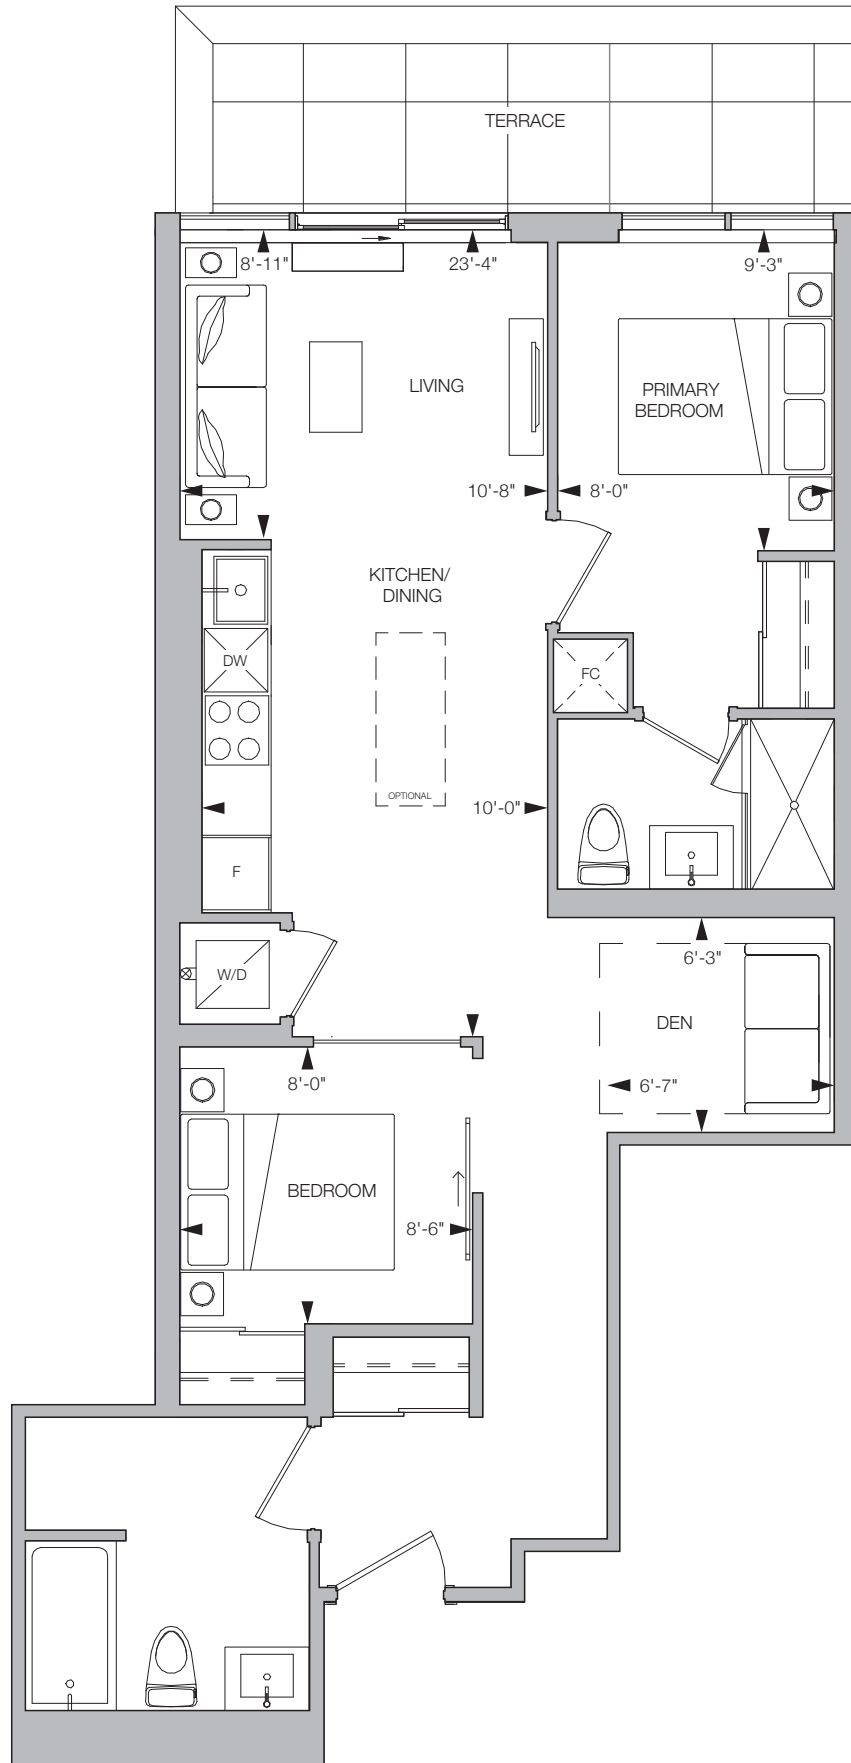 TERRACE
8'-11"
23'-4"
9'-3"
LIVING
PRIMARY
BEDROOM
10'-8"
8'-0"
KITCHEN/
DINING
DW
FC
OPTIONAL
10'-0"
F
6'-3"
W/D
DEN
8'-0"
6'-7"
BEDROOM
8'-6"